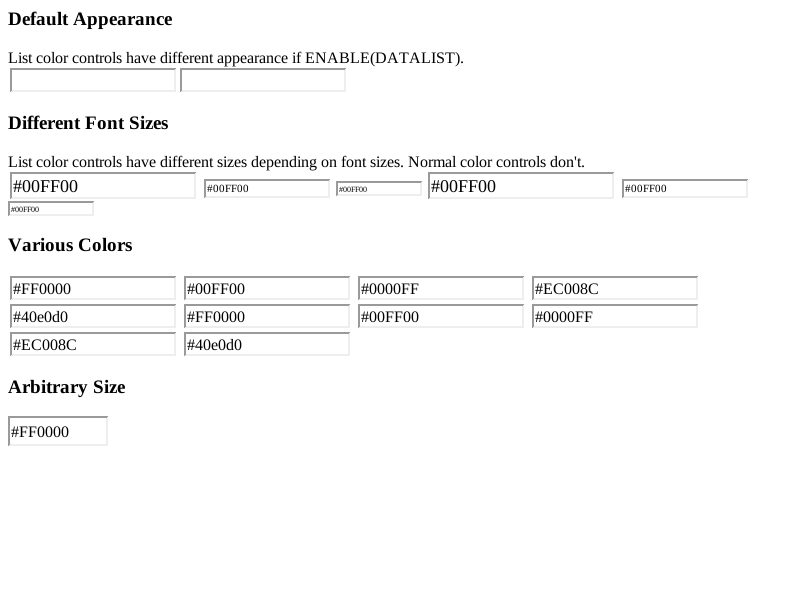 Default Appearance
List color controls have different appearance if ENABLE(DATALIST).
Different Font Sizes
List color controls have different sizes depending on font sizes. Normal color controls don't.
#00FF00 #00FF00 #00FF00 #00FF00 #00FF00
#00FF00
Various Colors
#FF0000 #00FF00 #0000FF #EC008C
#40e0d0 #FF0000 #00FF00 #0000FF
#EC008C #40e0d0
Arbitrary Size
#FF0000